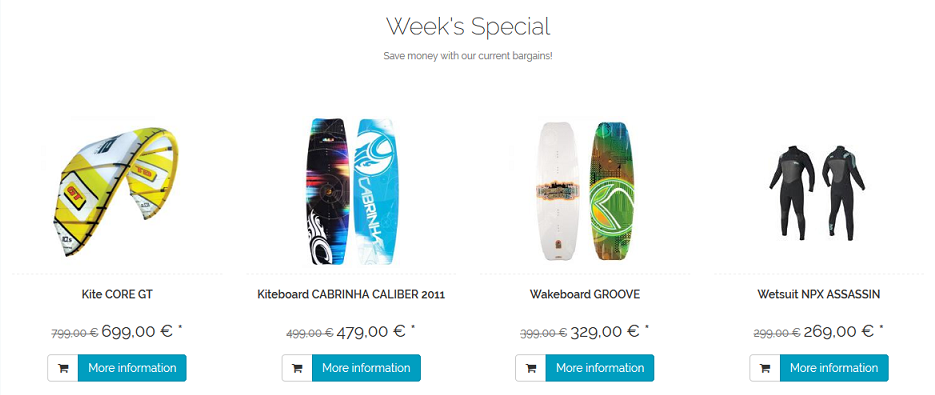 Week's Special
Save money with our current bargains!
GT
CABRINHA
Kite CORE GT
Kiteboard CABRINHA CALIBER 2011
Wakeboard GROOVE
Wetsuit NPX ASSASSIN
799,00 € 699,00 € *
499,00 € 479,00 € *
399,00 € 329,00 € *
299,00 € 269,00 € *
More information
More information
More information
More information